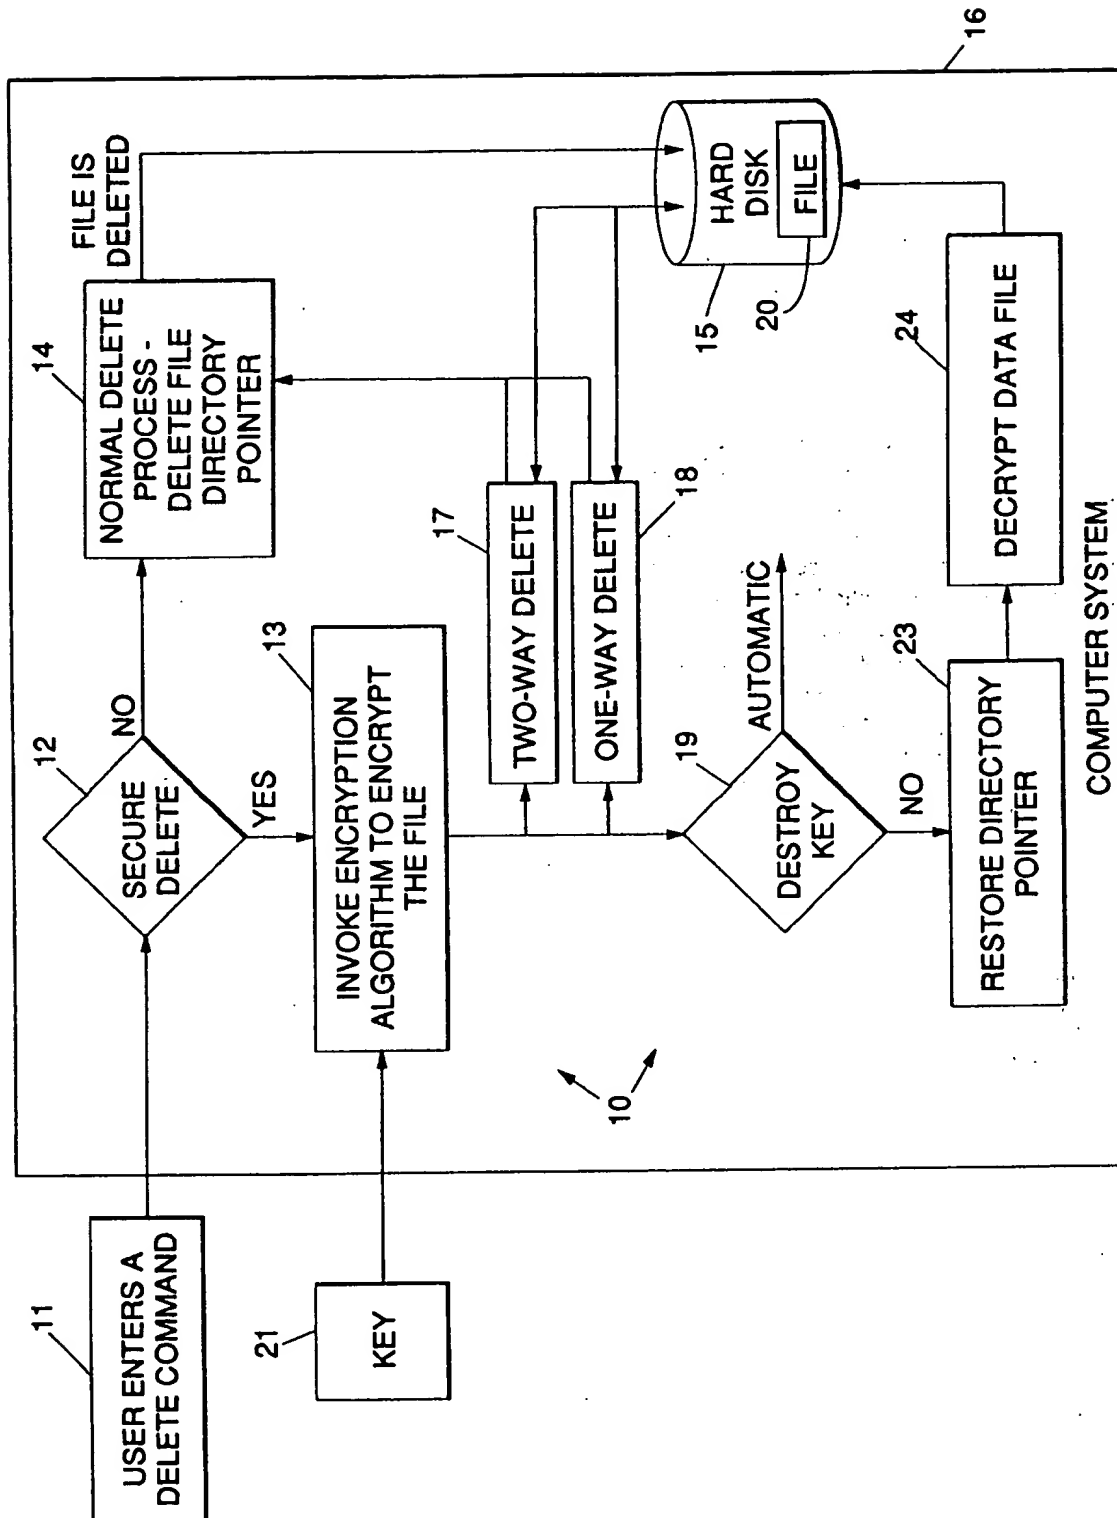 11
USER ENTERS A
DELETE COMMAND
12
SECURE
DELETE
NO
YES
14
NORMAL DELETE
PROCESS -
DELETE FILE
DIRECTORY
POINTER
FILE IS
DELETED
21
KEY
13
INVOKE ENCRYPTION
ALGORITHM TO ENCRYPT
THE FILE
17
TWO-WAY DELETE
ONE-WAY DELETE
18
HARD
DISK
FILE
15
20
16
10
19
DESTROY
KEY
AUTOMATIC
NO
23
RESTORE DIRECTORY
POINTER
24
DECRYPT DATA FILE
COMPUTER SYSTEM